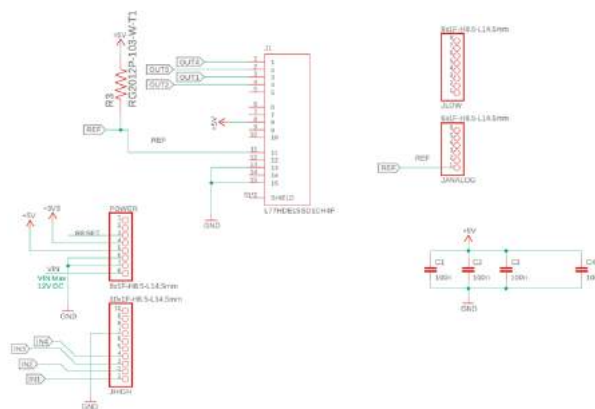 +5V
R3
RG2012P-103-W-T1
REF
REF
OUT4
OUT3
OUT1
OUT2
+5V
J1
SHIELD
GND
8x1F-H8.5-L14.5mm
JLOW
6x1F-H8.5-L14.5mm
REF
REF
JANALOG
+3V3
+5V
POWER
RESET
VIN
VIN Max
12V DC
8x1F-H8.5-L14.5mm
GND
10x1F-H8.5-L14.5mm
IN4
IN3
IN2
IN1
JHIGH
GND
+5V
C1
100n
C2
100n
C3
100n
C4
100n
GND